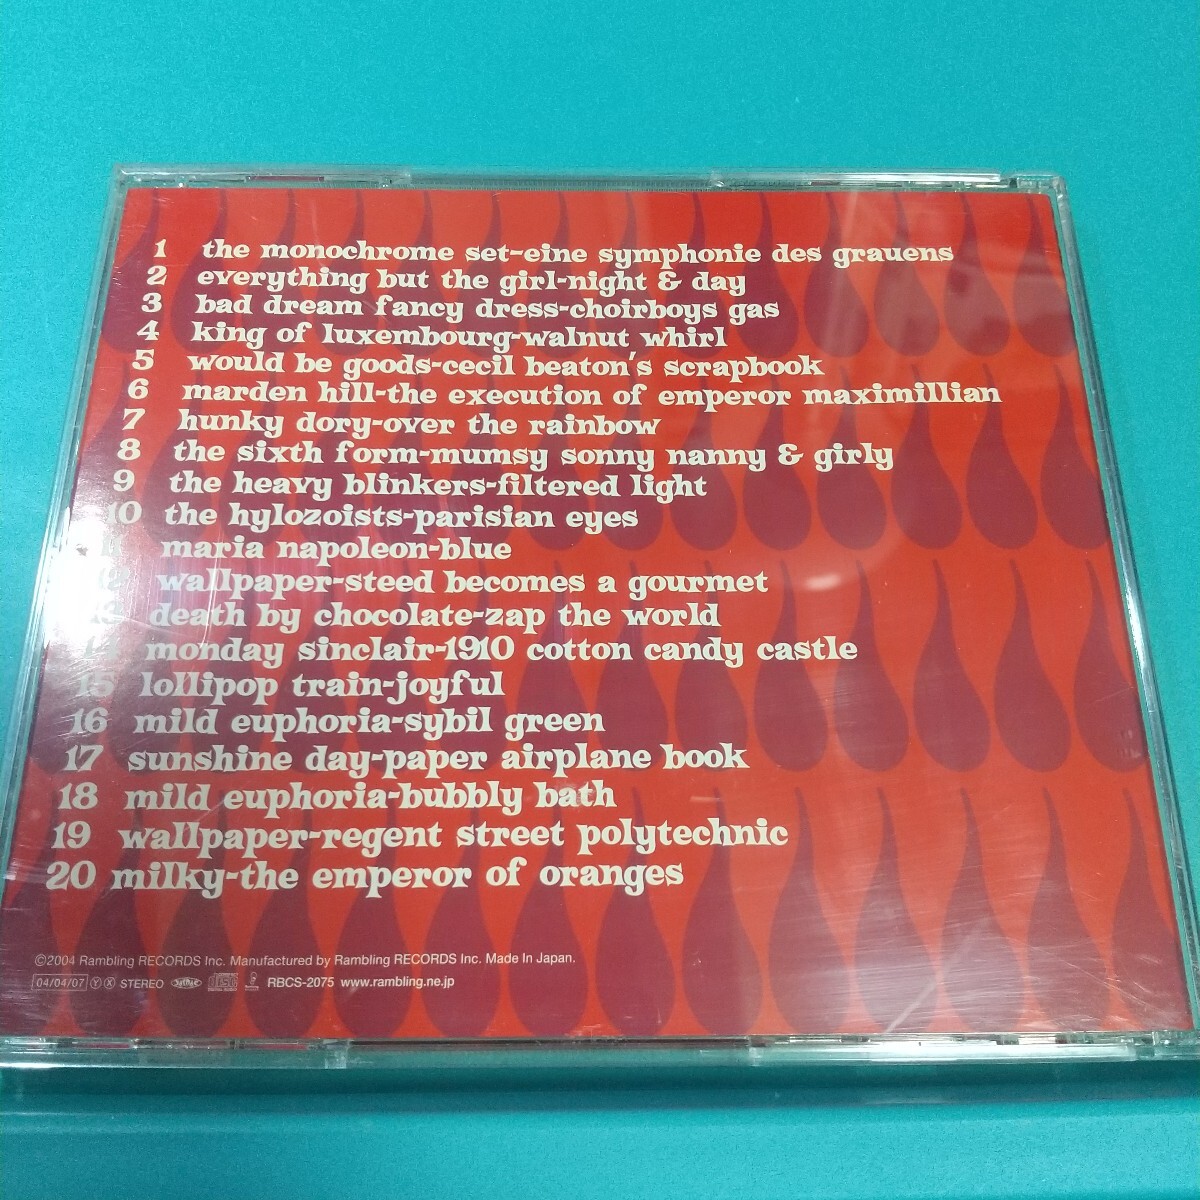 1 the monochrome set-eine symphonie des grauens
2 everything but the girl-night & day
3 bad dream fancy dress-choirboys gas
4 king of luxembourg-walnut whirl
5 would be goods-cecil beaton's scrapbook
6 marden hill-the execution of emperor maximillian
7 hunky dory-over the rainbow
8 the sixth form-mumsy sonny nanny & girly
9 the heavy blinkers-filtered light
10 the hylozoists-parisian eyes
11 maria napoleon-blue
12 wallpaper-steed becomes a gourmet
13 death by chocolate-zap the world
14 monday sinclair-1910 cotton candy castle
15 lollipop train-joyful
16 mild euphoria-sybil green
17 sunshine day-paper airplane book
18 mild euphoria-bubbly bath
19 wallpaper-regent street polytechnic
20 milky-the emperor of oranges
©2004 Rambling RECORDS Inc. Manufactured by Rambling RECORDS Inc. Made In Japan.
04/04/07 Ⓨ Ⓧ STEREO RBCS-2075 www.rambling.ne.jp